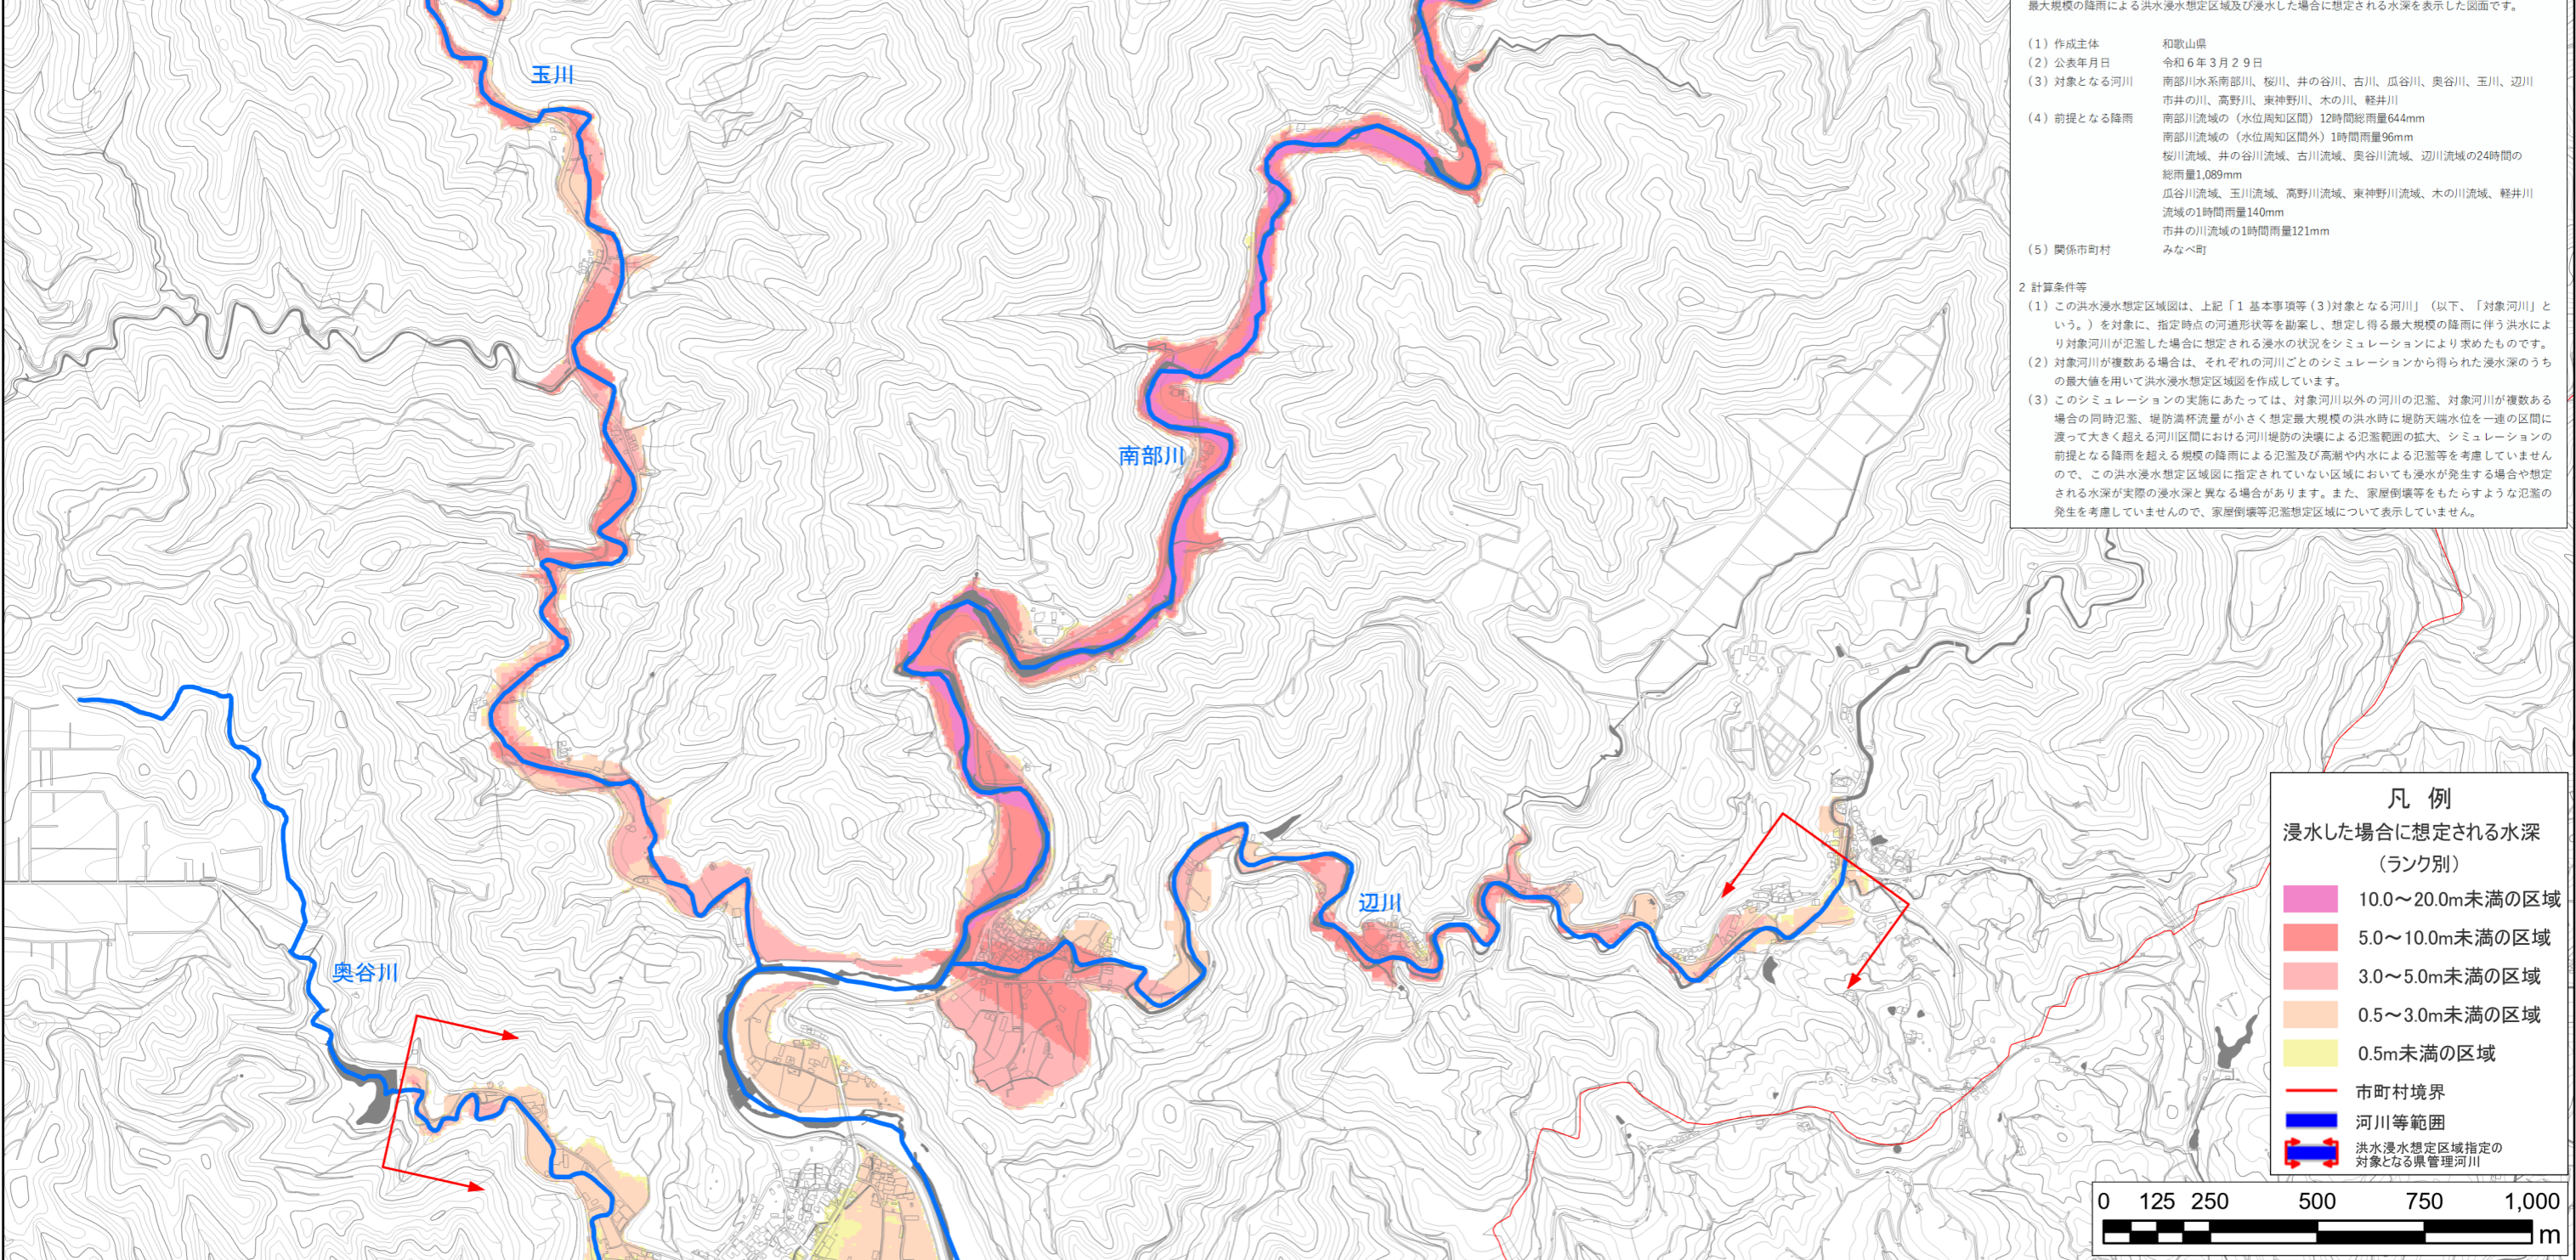 最大規模の降雨による洪水浸水想定区域及び浸水した場合に想定される水深を表示した図面です。
(1) 作成主体 和歌山県
(2) 公表年月日 令和６年３月２９日
(3) 対象となる河川 南部川水系南部川、桜川、井の谷川、古川、瓜谷川、奥谷川、玉川、辺川
市井の川、高野川、東神野川、木の川、軽井川
(4) 前提となる降雨 南部川流域の（水位周知区間）12時間総雨量644mm
南部川流域の（水位周知区間外）1時間雨量96mm
桜川流域、井の谷川流域、古川流域、奥谷川流域、辺川流域の24時間の
総雨量1,089mm
瓜谷川流域、玉川流域、高野川流域、東神野川流域、木の川流域、軽井川
流域の1時間雨量140mm
市井の川流域の1時間雨量121mm
(5) 関係市町村 みなべ町
2 計算条件等
(1) この洪水浸水想定区域図は、上記「1 基本事項等 (3)対象となる河川」（以下、「対象河川」と
いう。）を対象に、指定時点の河道形状等を勘案し、想定し得る最大規模の降雨に伴う洪水によ
り対象河川が氾濫した場合に想定される浸水の状況をシミュレーションにより求めたものです。
(2) 対象河川が複数ある場合は、それぞれの河川ごとのシミュレーションから得られた浸水深のうち
の最大値を用いて洪水浸水想定区域図を作成しています。
(3) このシミュレーションの実施にあたっては、対象河川以外の河川の氾濫、対象河川が複数ある
場合の同時氾濫、堤防満杯流量が小さく想定最大規模の洪水時に堤防天端水位を一連の区間に
渡って大きく超える河川区間における河川堤防の決壊による氾濫範囲の拡大、シミュレーションの
前提となる降雨を超える規模の降雨による氾濫及び高潮や内水による氾濫等を考慮していません
ので、この洪水浸水想定区域図に指定されていない区域においても浸水が発生する場合や想定
される水深が実際の浸水深と異なる場合があります。また、家屋倒壊等をもたらすような氾濫の
発生を考慮していませんので、家屋倒壊等氾濫想定区域について表示していません。
玉川
南部川
辺川
奥谷川
凡 例
浸水した場合に想定される水深
（ランク別）
10.0～20.0m未満の区域
5.0～10.0m未満の区域
3.0～5.0m未満の区域
0.5～3.0m未満の区域
0.5m未満の区域
市町村境界
河川等範囲
洪水浸水想定区域指定の
対象となる県管理河川
0 125 250 500 750 1,000
m